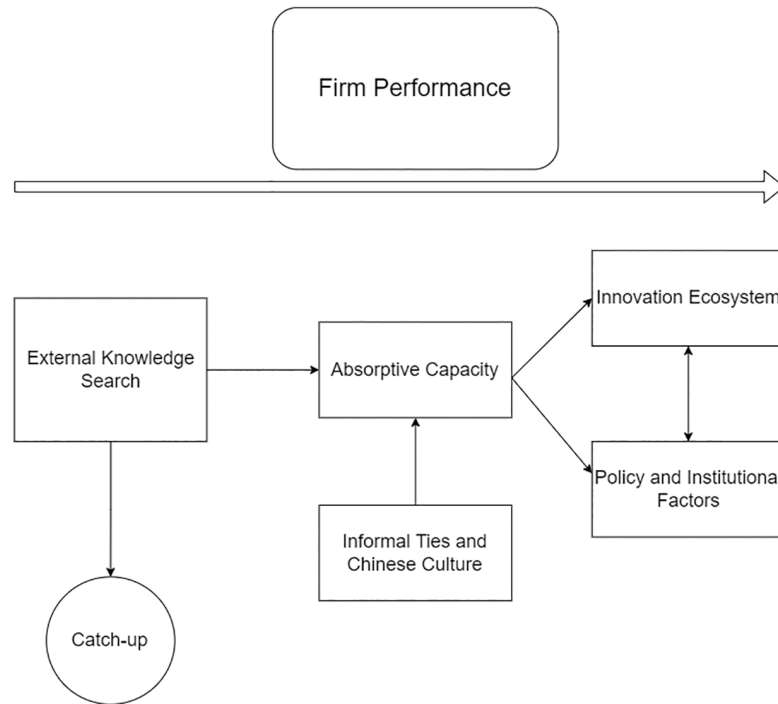 Firm Performance
External Knowledge
Search
Absorptive Capacity
Innovation Ecosystem
Policy and Institutiona
Factors
Informal Ties and
Chinese Culture
Catch-up